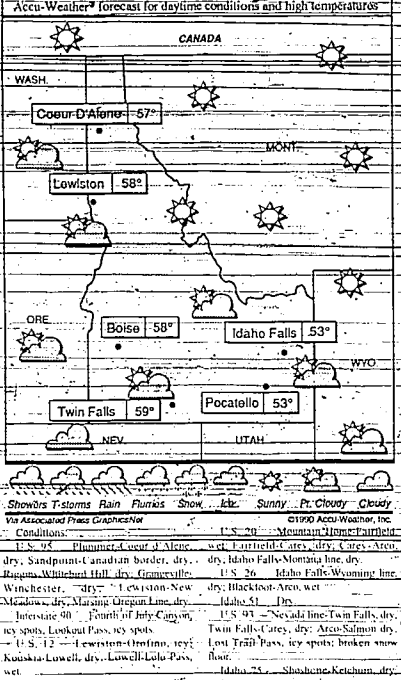 Accu-Weather® forecast for daytime conditions and high temperatures
CANADA
WASH.
Coeur D'Alene 57°
MONT.
Lewiston 58°
ORE.
Boise 58°
Idaho Falls 53°
WYO
Twin Falls 59°
Pocatello 53°
NEV.
UTAH
Showers T-storms Rain Flurries Snow Ice Sunny Pt. Cloudy Cloudy
Via Associated Press GraphicsNet
©1990 Accu-Weather, Inc.
Conditions:
U.S. 95 Plummer-Coeur d'Alene,
dry; Sandpoint-Canadian border, dry;
Riggins-Whitebird Hill, dry; Grangeville-
Winchester, dry; Lewiston-New
Meadows, dry; Marsing-Oregon Line, dry.
Interstate 90 Fourth of July Canyon,
icy spots, Lookout Pass, icy spots.
U.S. 12 Lewiston-Orofino, icy;
Kooskia-Lowell, dry; Lowell-Lolo Pass,
wet.
U.S. 20 Mountain Home-Fairfield
wet; Fairfield-Carey, dry; Carey-Arco,
dry; Idaho Falls-Montana line, dry.
U.S. 26 Idaho Falls-Wyoming line,
dry; Blackfoot-Arco, wet
Idaho 51 Dry
U.S. 93 Nevada line-Twin Falls, dry;
Twin Falls-Carey, dry; Arco-Salmon dry;
Lost Trail Pass, icy spots; broken snow
floor.
Idaho 75 Shoshone-Ketchum, dry;